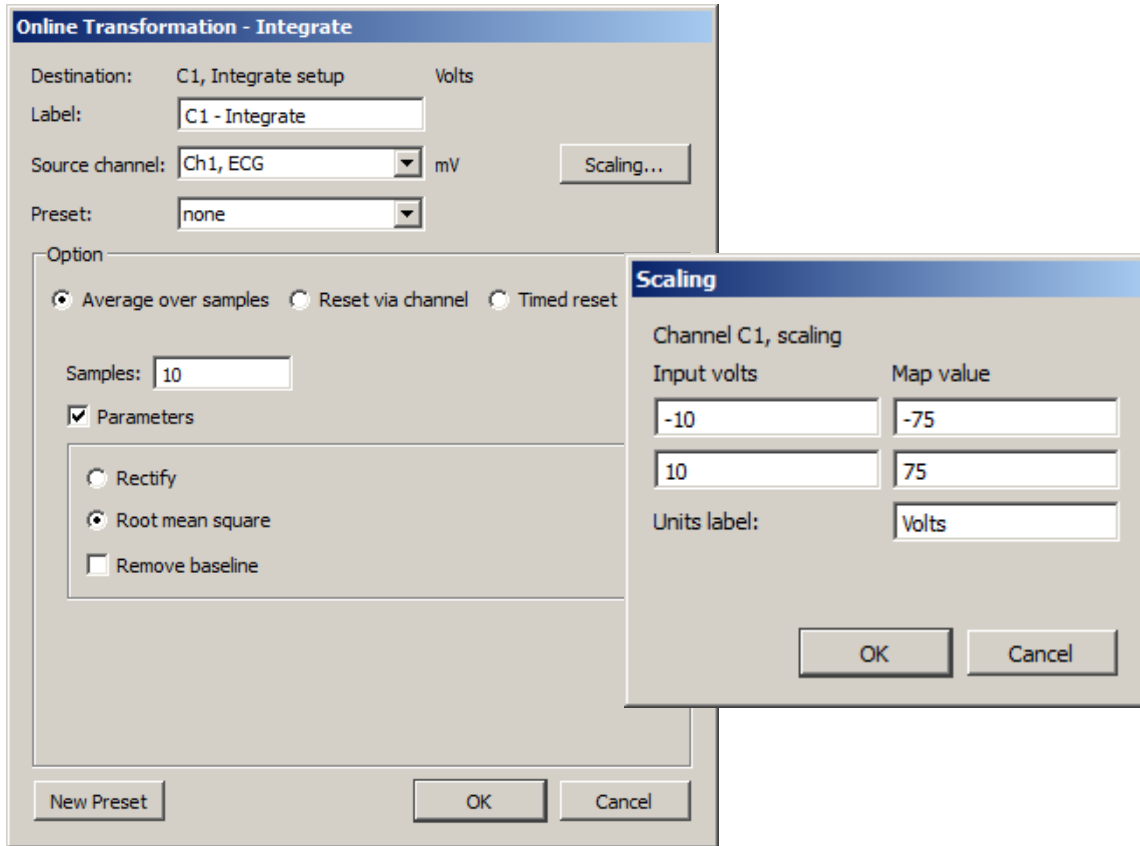 Online Transformation - Integrate
Destination: C1, Integrate setup Volts
Label: C1 - Integrate
Source channel: Ch1, ECG mV Scaling...
Preset: none
Option
Average over samples Reset via channel Timed reset
Samples: 10
Parameters
Rectify
Root mean square
Remove baseline
New Preset OK Cancel
Scaling
Channel C1, scaling
Input volts Map value
-10 -75
10 75
Units label: Volts
OK Cancel